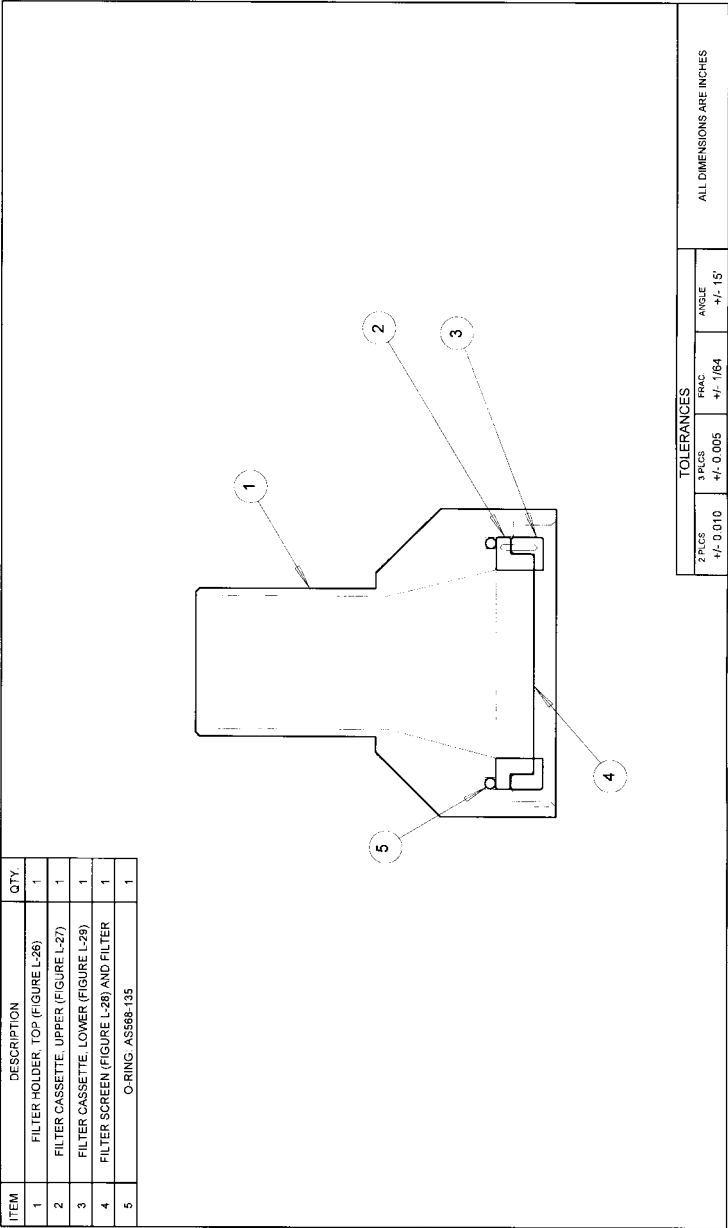 ITEM DESCRIPTION QTY.
1 FILTER HOLDER, TOP (FIGURE L-26) 1
2 FILTER CASSETTE, UPPER (FIGURE L-27) 1
3 FILTER CASSETTE, LOWER (FIGURE L-29) 1
4 FILTER SCREEN (FIGURE L-28) AND FILTER 1
5 O-RING, AS568-135 1
1
2
3
5
4
TOLERANCES
2 PLCS 3 PLCS FRAC. ANGLE
+/- 0.010 +/- 0.005 +/- 1/64 +/- 15'
ALL DIMENSIONS ARE INCHES